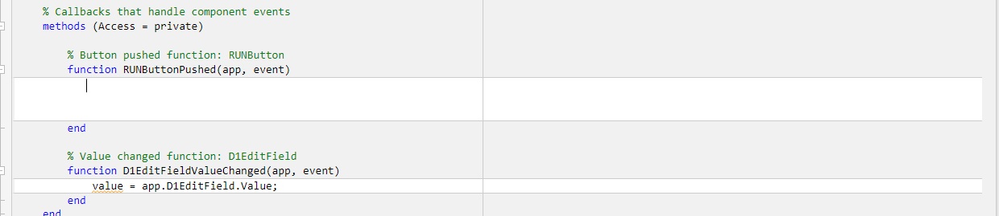 % Callbacks that handle component events
methods (Access = private)
% Button pushed function: RUNButton
function RUNButtonPushed(app, event)
end
% Value changed function: D1EditField
function D1EditFieldValueChanged(app, event)
value = app.D1EditField.Value;
end
end